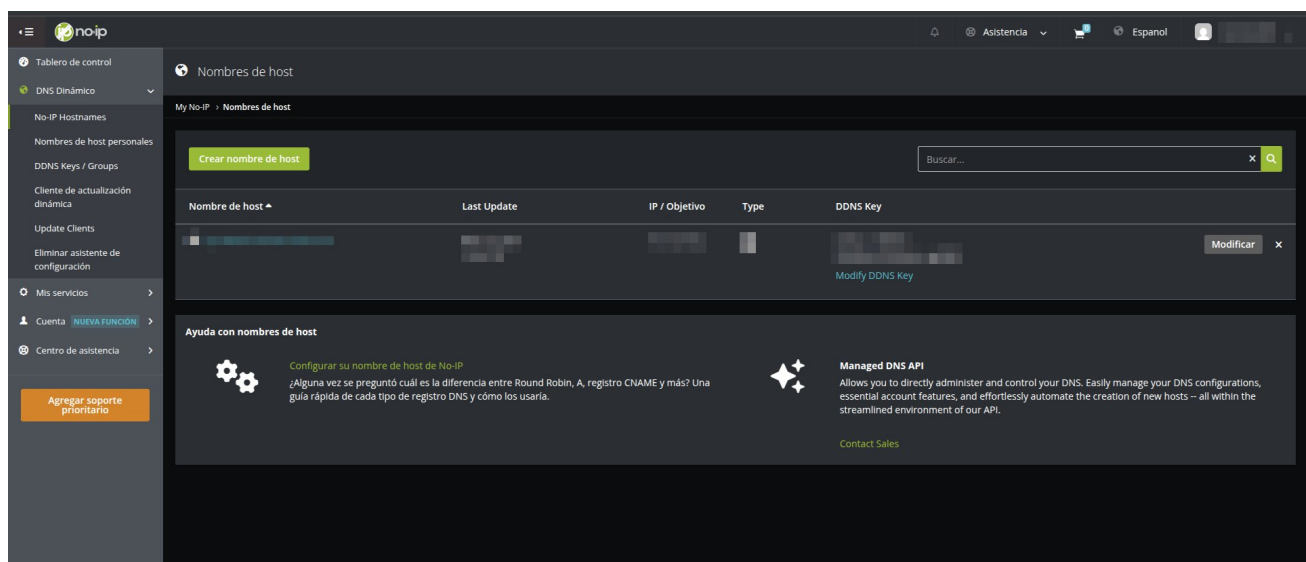 no-ip
Asistencia
0
Espanol
Tablero de control
DNS Dinámico
No-IP Hostnames
Nombres de host personales
DDNS Keys / Groups
Cliente de actualización
dinámica
Update Clients
Eliminar asistente de
configuración
Mis servicios
Cuenta NUEVA FUNCIÓN
Centro de asistencia
Agregar soporte
prioritario
Nombres de host
My No-IP > Nombres de host
Crear nombre de host
Buscar...
Nombre de host Last Update IP / Objetivo Type DDNS Key
Modificar
Modify DDNS Key
Ayuda con nombres de host
Configurar su nombre de host de No-IP
¿Alguna vez se preguntó cuál es la diferencia entre Round Robin, A, registro CNAME y más? Una
guía rápida de cada tipo de registro DNS y cómo los usaría.
Managed DNS API
Allows you to directly administer and control your DNS. Easily manage your DNS configurations,
essential account features, and effortlessly automate the creation of new hosts -- all within the
streamlined environment of our API.
Contact Sales